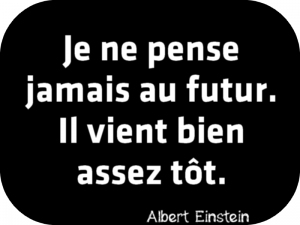 Je ne pense
jamais au futur.
Il vient bien
assez tôt.
Albert Einstein